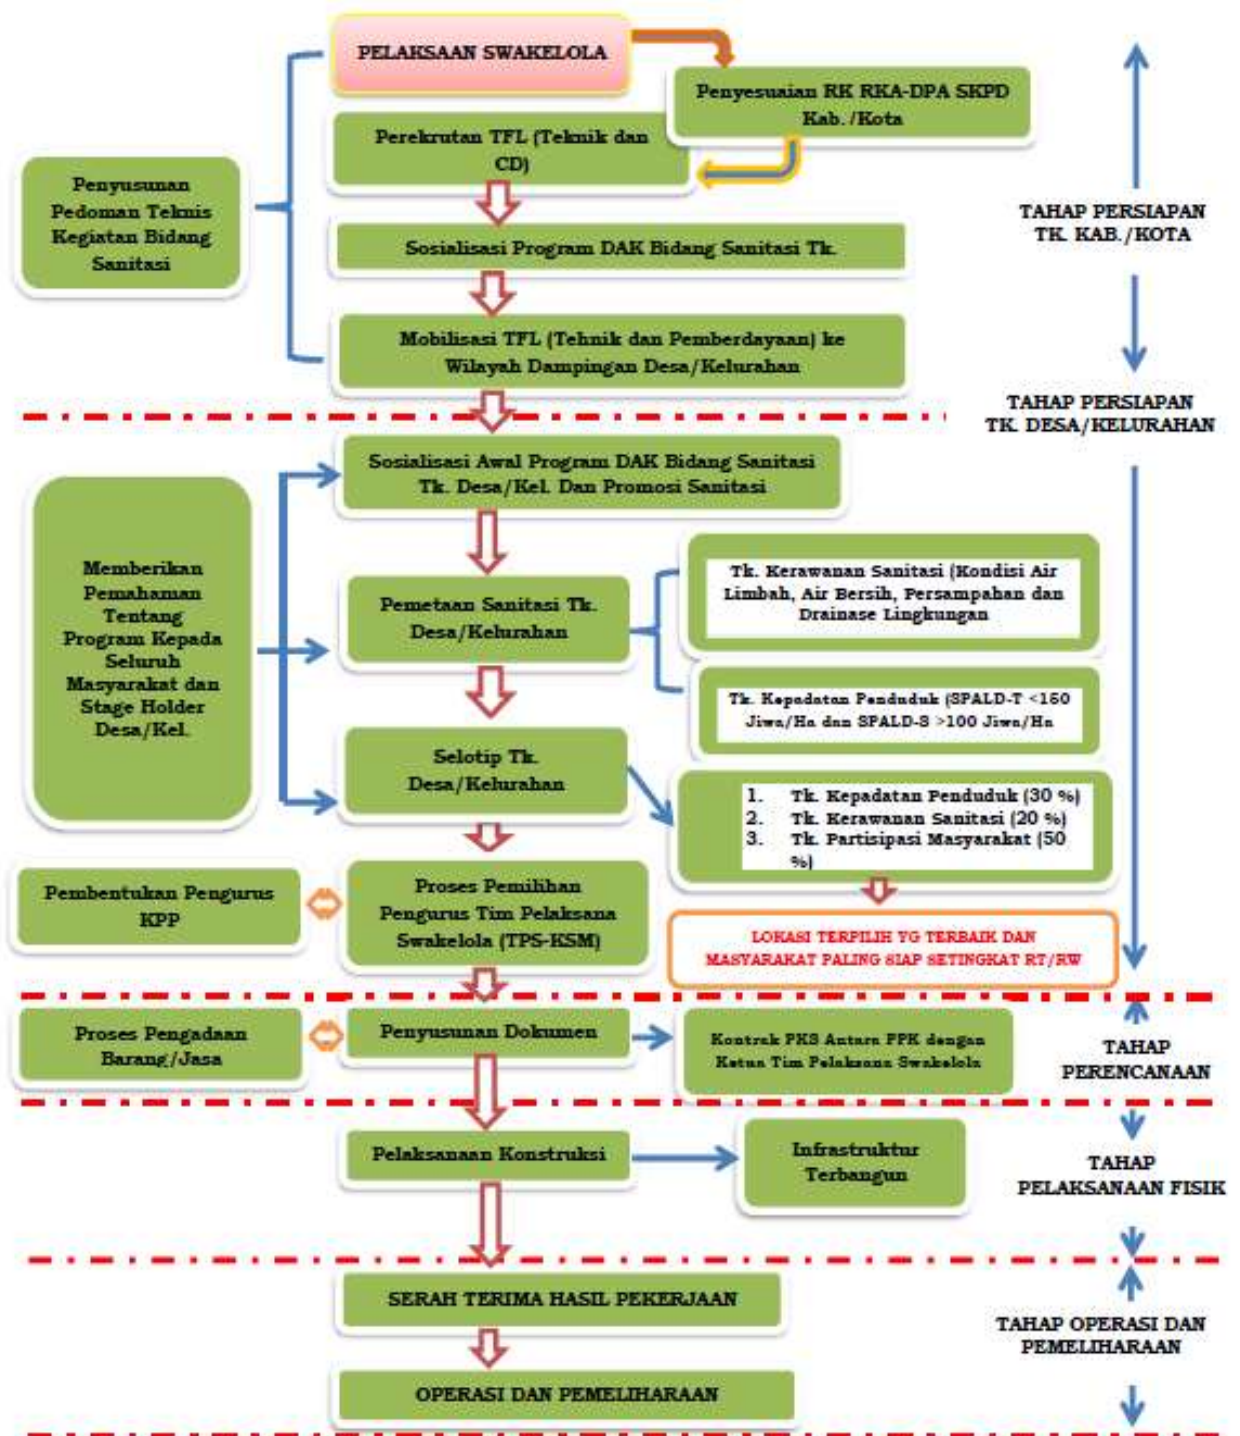 PELAKSAAN SWAKELOLA
Penyesuaian RK RKA-DPA SKPD
Kab./Kota
Perekrutan TFL (Teknik dan
CD)
Penyusunan
Pedoman Teknis
Kegiatan Bidang
Sanitasi
Sosialisasi Program DAK Bidang Sanitasi Tk.
Mobilisasi TFL (Tehnik dan Pemberdayaan) ke
Wilayah Dampingan Desa/Kelurahan
TAHAP PERSIAPAN
TK. KAB./KOTA
TAHAP PERSIAPAN
TK. DESA/KELURAHAN
Sosialisasi Awal Program DAK Bidang Sanitasi
Tk. Desa/Kel. Dan Promosi Sanitasi
Memberikan
Pemahaman
Tentang
Program Kepada
Seluruh
Masyarakat dan
Stage Holder
Desa/Kel.
Pemetaan Sanitasi Tk.
Desa/Kelurahan
Tk. Kerawanan Sanitasi (Kondisi Air
Limbah, Air Bersih, Persampahan dan
Drainase Lingkungan
Tk. Kepadatan Penduduk (SPALD-T <150
Jiwa/Ha dan SPALD-S >100 Jiwa/Ha
Selotip Tk.
Desa/Kelurahan
1. Tk. Kepadatan Penduduk (30 %)
2. Tk. Kerawanan Sanitasi (20 %)
3. Tk. Partisipasi Masyarakat (50
%)
Pembentukan Pengurus
KPP
Proses Pemilihan
Pengurus Tim Pelaksana
Swakelola (TPS-KSM)
LOKASI TERPILIH YG TERBAIK DAN
MASYARAKAT PALING SIAP SETINGKAT RT/RW
Proses Pengadaan
Barang/Jasa
Penyusunan Dokumen
Kontrak PKS Antara PPK dengan
Ketua Tim Pelaksana Swakelola
TAHAP
PERENCANAAN
Pelaksanaan Konstruksi
Infrastruktur
Terbangun
TAHAP
PELAKSANAAN FISIK
SERAH TERIMA HASIL PEKERJAAN
TAHAP OPERASI DAN
PEMELIHARAAN
OPERASI DAN PEMELIHARAAN